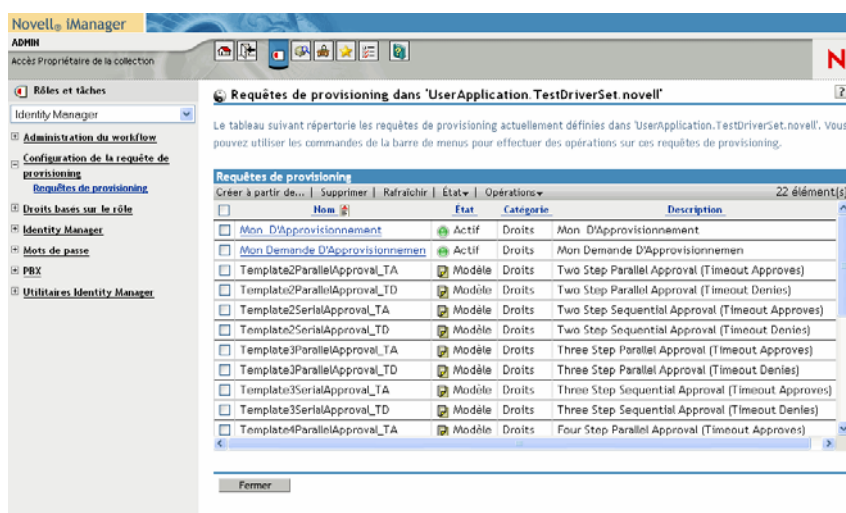 Novell® iManager
ADMIN
Accès Propriétaire de la collection
N
Rôles et tâches
Identity Manager
Administration du workflow
Configuration de la requête de provisioning
Requêtes de provisioning
Droits basés sur le rôle
Identity Manager
Mots de passe
PBX
Utilitaires Identity Manager
Requêtes de provisioning dans 'UserApplication.TestDriverSet.novell'
?
Le tableau suivant répertorie les requêtes de provisioning actuellement définies dans 'UserApplication.TestDriverSet.novell'. Vous
pouvez utiliser les commandes de la barre de menus pour effectuer des opérations sur ces requêtes de provisioning.
Requêtes de provisioning
Créer à partir de... | Supprimer | Rafraîchir | État | Opérations 22 élément(s)
Nom État Catégorie Description
Mon D'Approvisionnement Actif Droits Mon D'Approvisionnement
Mon Demande D'Approvisionnemen Actif Droits Mon Demande D'Approvisionnemen
Template2ParallelApproval_TA Modèle Droits Two Step Parallel Approval (Timeout Approves)
Template2ParallelApproval_TD Modèle Droits Two Step Parallel Approval (Timeout Denies)
Template2SerialApproval_TA Modèle Droits Two Step Sequential Approval (Timeout Approves)
Template2SerialApproval_TD Modèle Droits Two Step Sequential Approval (Timeout Denies)
Template3ParallelApproval_TA Modèle Droits Three Step Parallel Approval (Timeout Approves)
Template3ParallelApproval_TD Modèle Droits Three Step Parallel Approval (Timeout Denies)
Template3SerialApproval_TA Modèle Droits Three Step Sequential Approval (Timeout Approves)
Template3SerialApproval_TD Modèle Droits Three Step Sequential Approval (Timeout Denies)
Template4ParallelApproval_TA Modèle Droits Four Step Parallel Approval (Timeout Approves)
Fermer